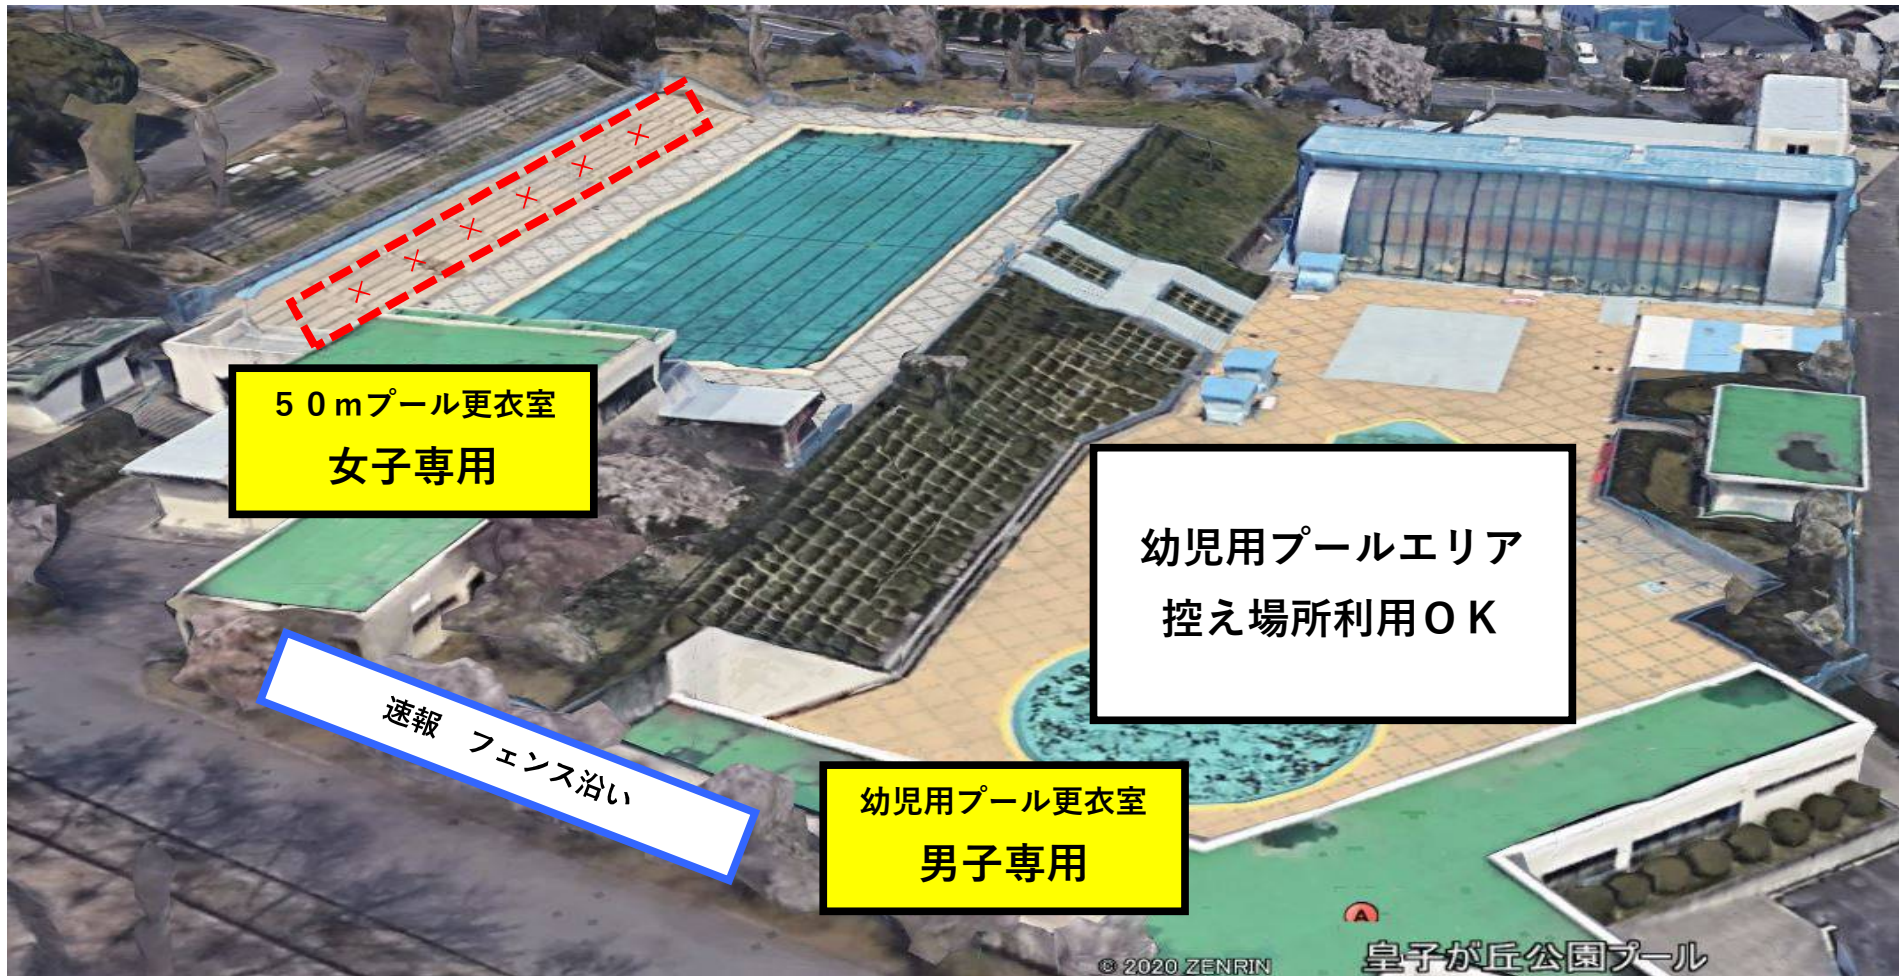 ５０ｍプール更衣室
女子専用
幼児用プールエリア
控え場所利用ＯＫ
速報　フェンス沿い
幼児用プール更衣室
男子専用
A
皇子が丘公園プール
© 2020 ZENRIN